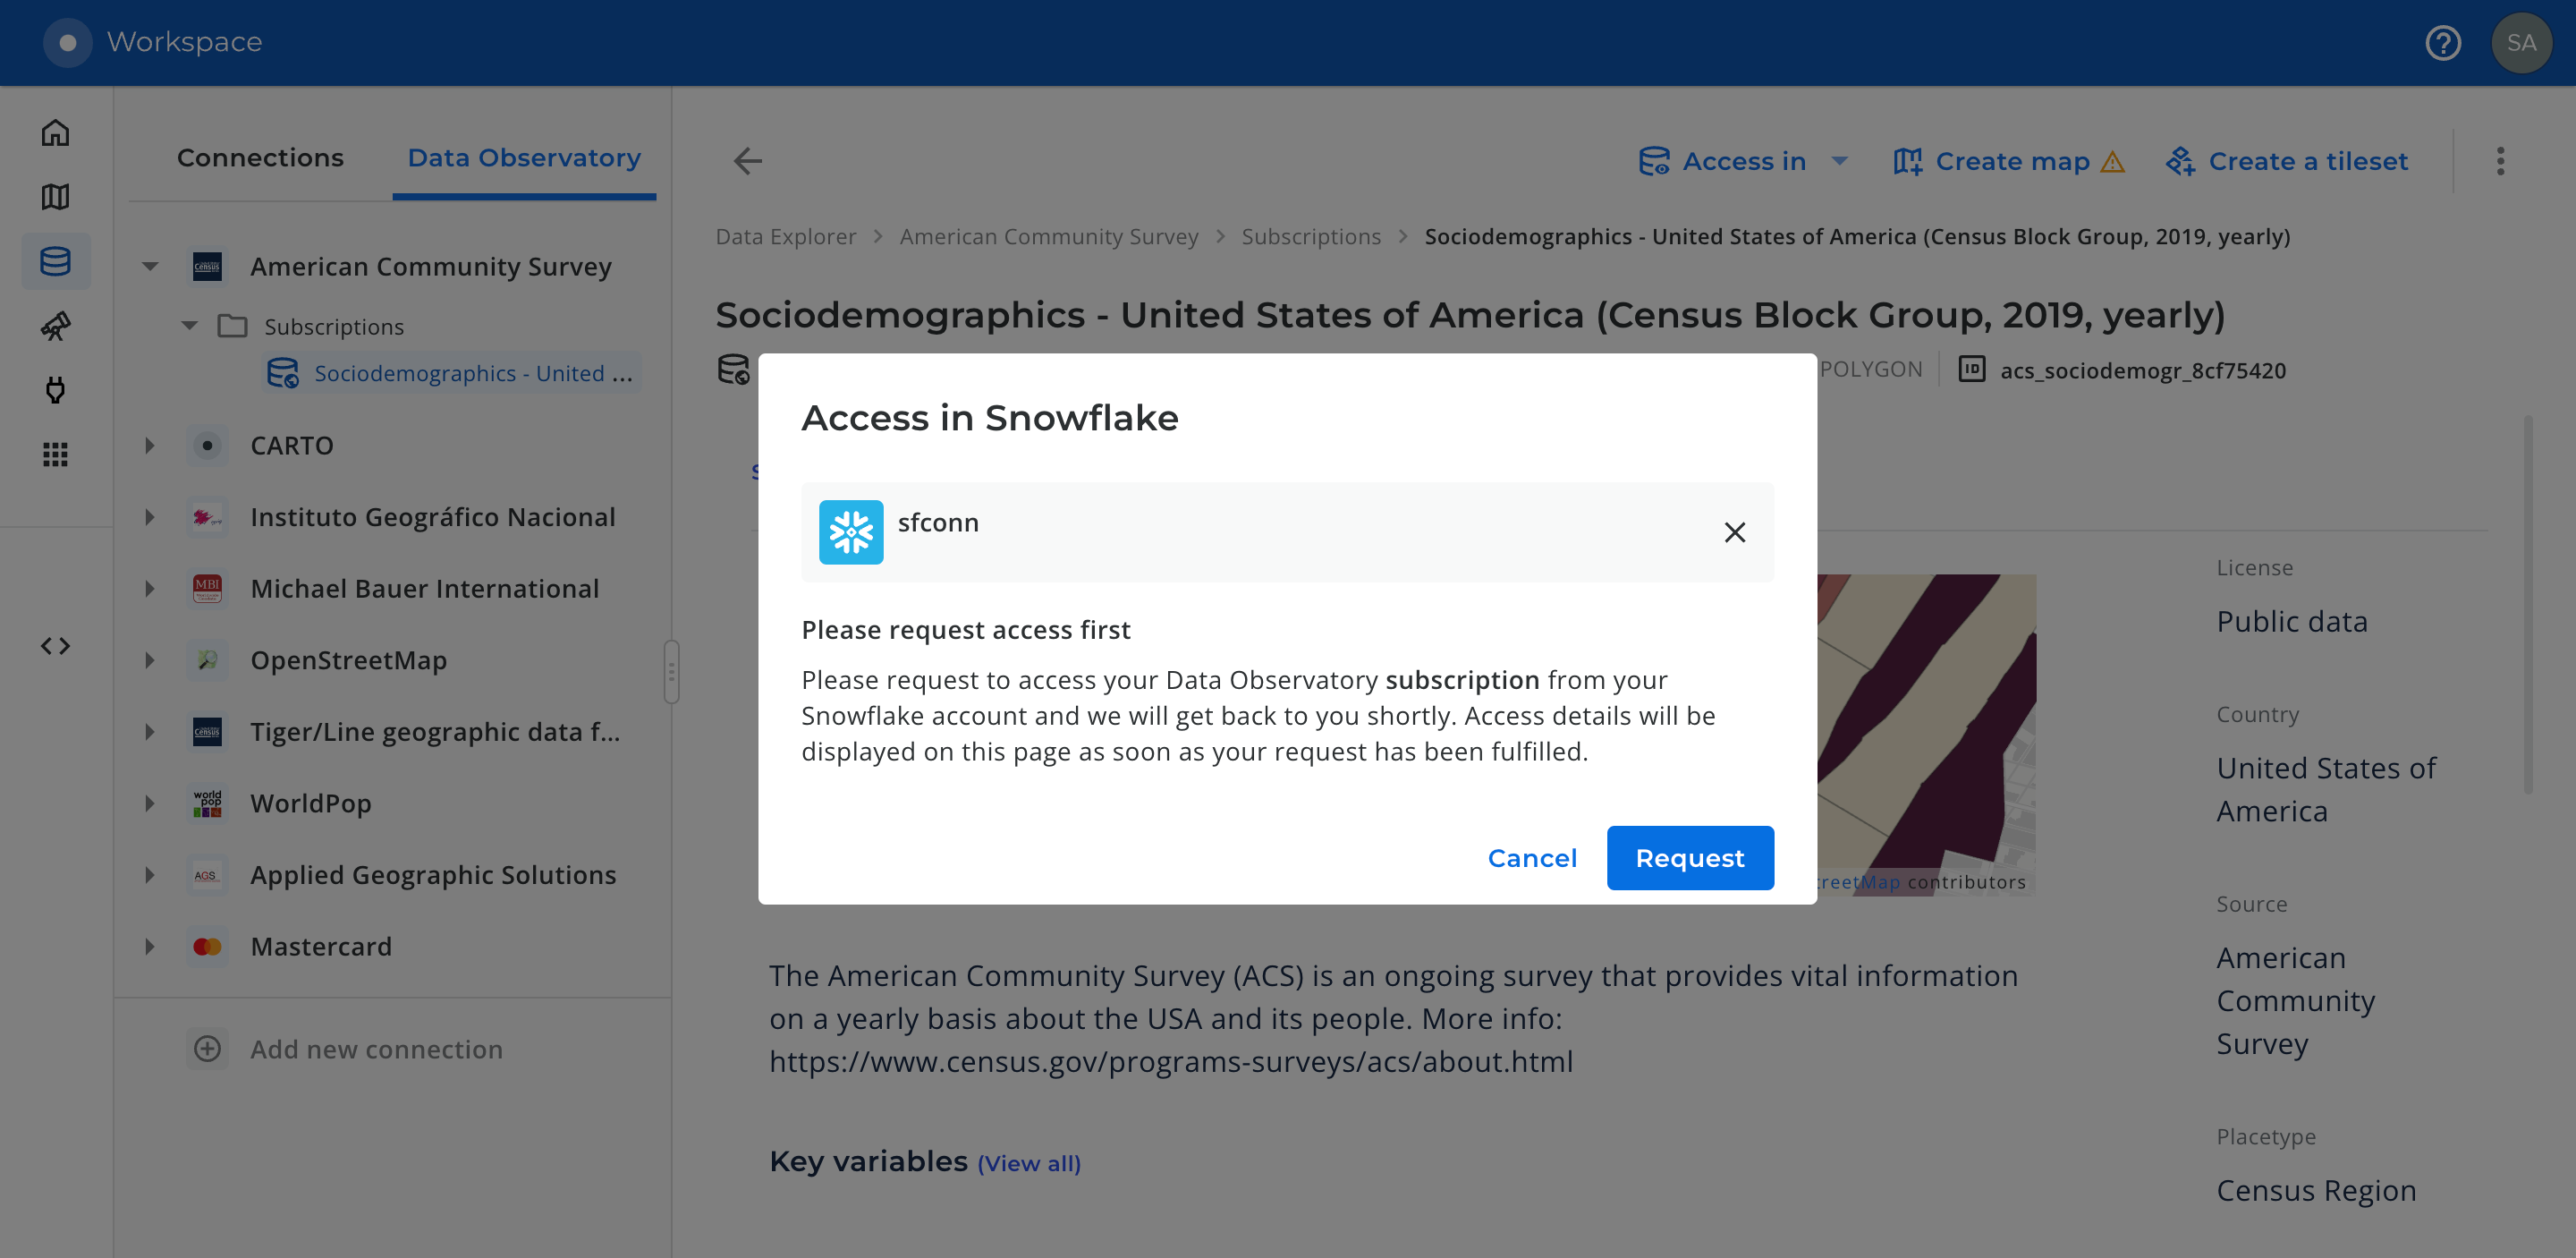 Workspace
SA
Connections
Data Observatory
Access in
Create map
Create a tileset
Data Explorer
American Community Survey
Subscriptions
Sociodemographics - United States of America (Census Block Group, 2019, yearly)
American Community Survey
Subscriptions
Sociodemographics - United ...
CARTO
Instituto Geográfico Nacional
MBI
Michael Bauer International
OpenStreetMap
Census
Tiger/Line geographic data f...
world
pop
WorldPop
AGS
Applied Geographic Solutions
Mastercard
Add new connection
Sociodemographics - United States of America (Census Block Group, 2019, yearly)
POLYGON
ID
acs_sociodemogr_8cf75420
Access in Snowflake
sfconn
Please request access first
Please request to access your Data Observatory subscription from your
Snowflake account and we will get back to you shortly. Access details will be
displayed on this page as soon as your request has been fulfilled.
Cancel
Request
reetMap contributors
The American Community Survey (ACS) is an ongoing survey that provides vital information
on a yearly basis about the USA and its people. More info:
https://www.census.gov/programs-surveys/acs/about.html
Key variables (View all)
License
Public data
Country
United States of
America
Source
American
Community
Survey
Placetype
Census Region